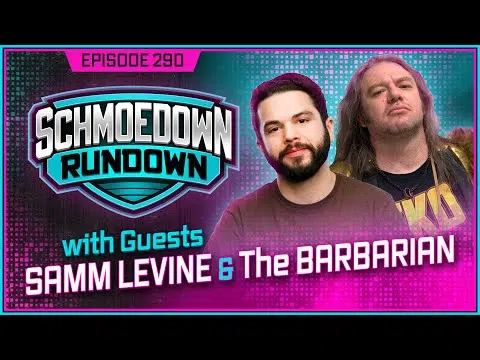 EPISODE 290
SCHMOEDOWN
RUNDOWN
with Guests
SAMM LEVINE & The BARBARIAN